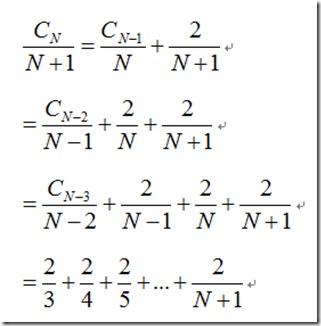 C_N/(N+1) = C_{N-1}/N + 2/(N+1)↵
= C_{N-2}/(N-1) + 2/N + 2/(N+1)↵
= C_{N-3}/(N-2) + 2/(N-1) + 2/N + 2/(N+1)↵
= 2/3 + 2/4 + 2/5 + ... + 2/(N+1)↵